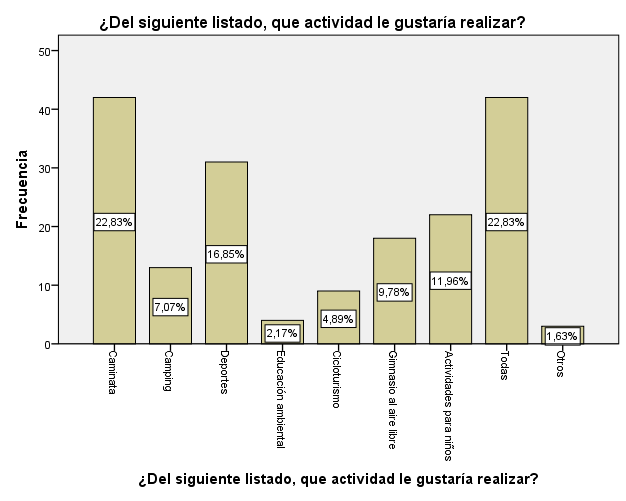 ¿Del siguiente listado, que actividad le gustaría realizar?
Frecuencia
50
40
30
20
10
0
22,83%
7,07%
16,85%
2,17%
4,89%
9,78%
11,96%
22,83%
1,63%
Caminata
Camping
Deportes
Educación ambiental
Cicloturismo
Gimnasio al aire libre
Actividades para niños
Todas
Otros
¿Del siguiente listado, que actividad le gustaría realizar?